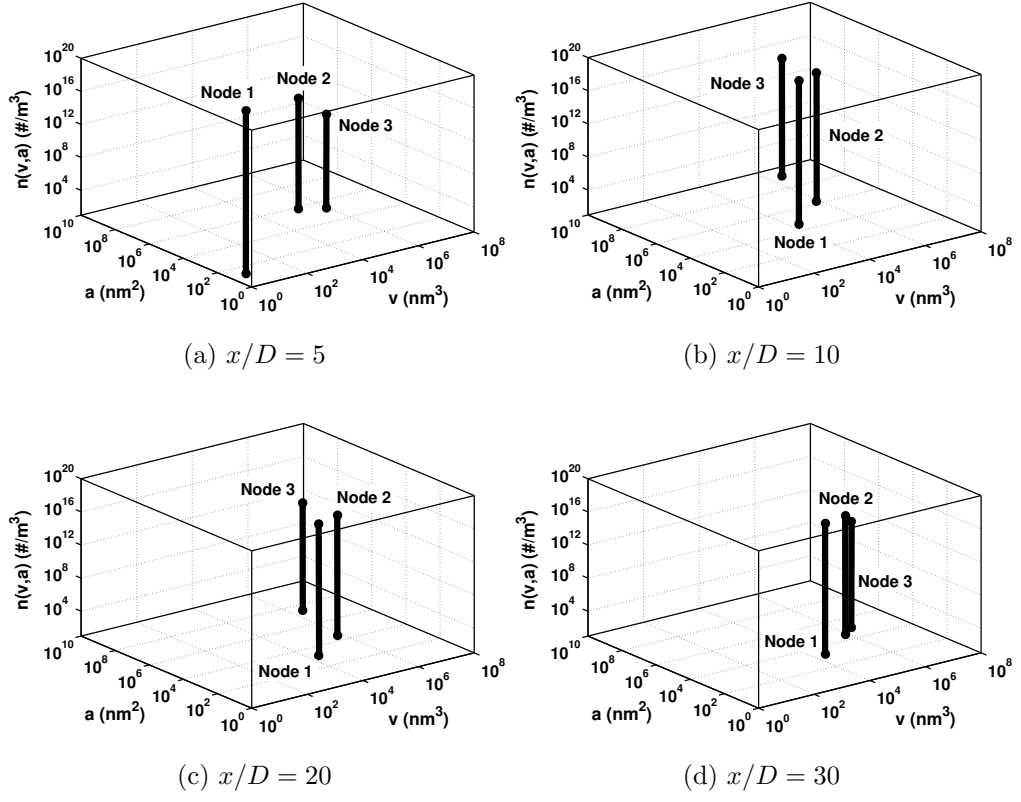 10^20
10^16
10^12
10^8
10^4
10^10
10^8
10^6
10^4
10^2
10^0
10^0
10^2
10^4
10^6
10^8
n(v,a) (#/m^3)
a (nm^2)
v (nm^3)
Node 1
Node 2
Node 3
(a) x/D = 5
10^20
10^16
10^12
10^8
10^4
10^10
10^8
10^6
10^4
10^2
10^0
10^0
10^2
10^4
10^6
10^8
n(v,a) (#/m^3)
a (nm^2)
v (nm^3)
Node 3
Node 2
Node 1
(b) x/D = 10
10^20
10^16
10^12
10^8
10^4
10^10
10^8
10^6
10^4
10^2
10^0
10^0
10^2
10^4
10^6
10^8
n(v,a) (#/m^3)
a (nm^2)
v (nm^3)
Node 3
Node 2
Node 1
(c) x/D = 20
10^20
10^16
10^12
10^8
10^4
10^10
10^8
10^6
10^4
10^2
10^0
10^0
10^2
10^4
10^6
10^8
n(v,a) (#/m^3)
a (nm^2)
v (nm^3)
Node 2
Node 3
Node 1
(d) x/D = 30